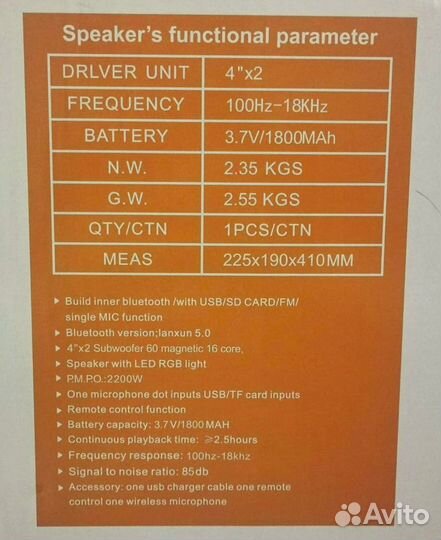 Speaker's functional parameter
DRLVER UNIT 4"x2
FREQUENCY 100Hz-18KHz
BATTERY 3.7V/1800MAh
N.W. 2.35 KGS
G.W. 2.55 KGS
QTY/CTN 1PCS/CTN
MEAS 225x190x410MM
Build inner bluetooth /with USB/SD CARD/FM/
single MIC function
Bluetooth version;lanxun 5.0
4"x2 Subwoofer 60 magnetic 16 core,
Speaker with LED RGB light
P.M.P.O.:2200W
One microphone dot inputs USB/TF card inputs
Remote control function
Battery capacity: 3.7V/1800 MAH
Continuous playback time: ≥2.5hours
Frequency response: 100hz-18khz
Signal to noise ratio: 85db
Accessory: one usb charger cable one remote
control one wireless microphone
Avito